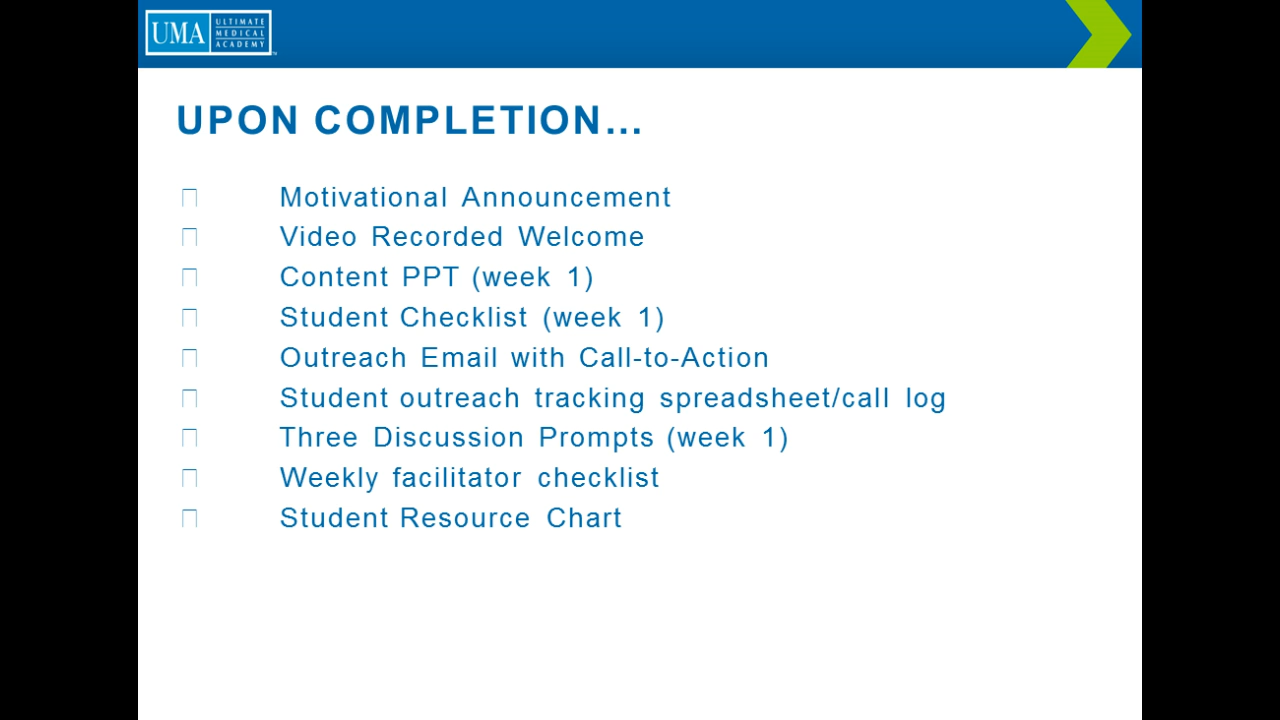 UMA ULTIMATE
MEDICAL
ACADEMY
UPON COMPLETION...
Motivational Announcement
Video Recorded Welcome
Content PPT (week 1)
Student Checklist (week 1)
Outreach Email with Call-to-Action
Student outreach tracking spreadsheet/call log
Three Discussion Prompts (week 1)
Weekly facilitator checklist
Student Resource Chart